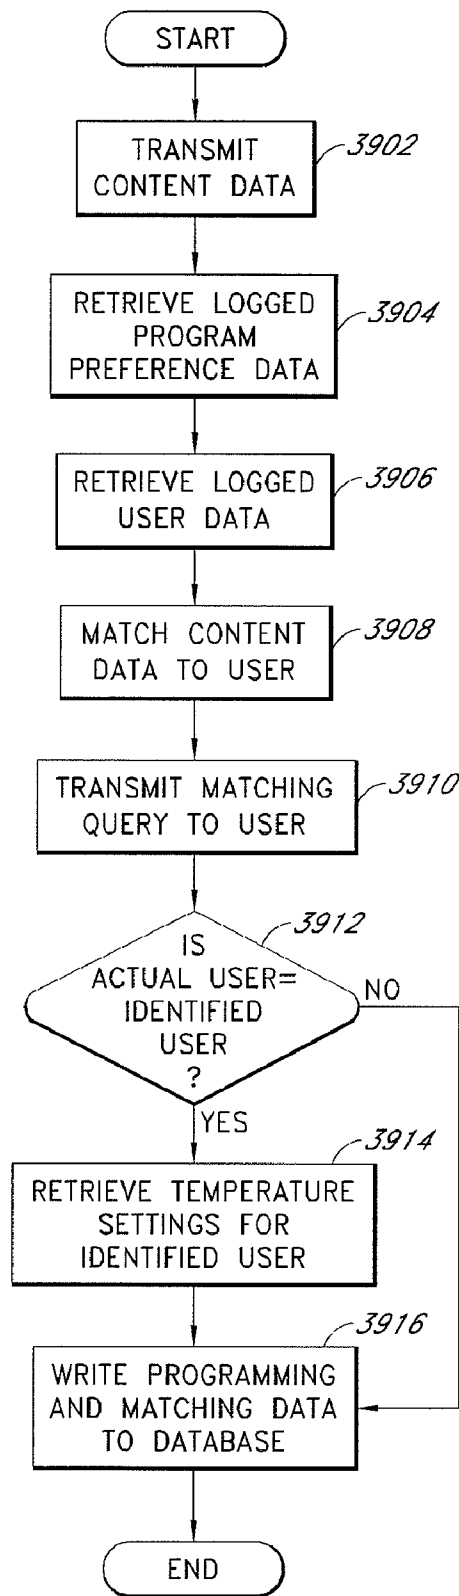 START
3902
TRANSMIT
CONTENT DATA
3904
RETRIEVE LOGGED
PROGRAM
PREFERENCE DATA
3906
RETRIEVE LOGGED
USER DATA
3908
MATCH CONTENT
DATA TO USER
3910
TRANSMIT MATCHING
QUERY TO USER
3912
IS
ACTUAL USER=
IDENTIFIED
USER
?
NO
YES
3914
RETRIEVE TEMPERATURE
SETTINGS FOR
IDENTIFIED USER
3916
WRITE PROGRAMMING
AND MATCHING DATA
TO DATABASE
END